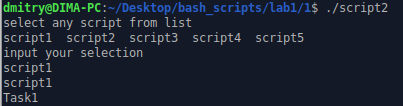 dmitry@DIMA-PC:~/Desktop/bash_scripts/lab1/1$ ./script2
select any script from list
script1  script2  script3  script4  script5
input your selection
script1
script1
Task1